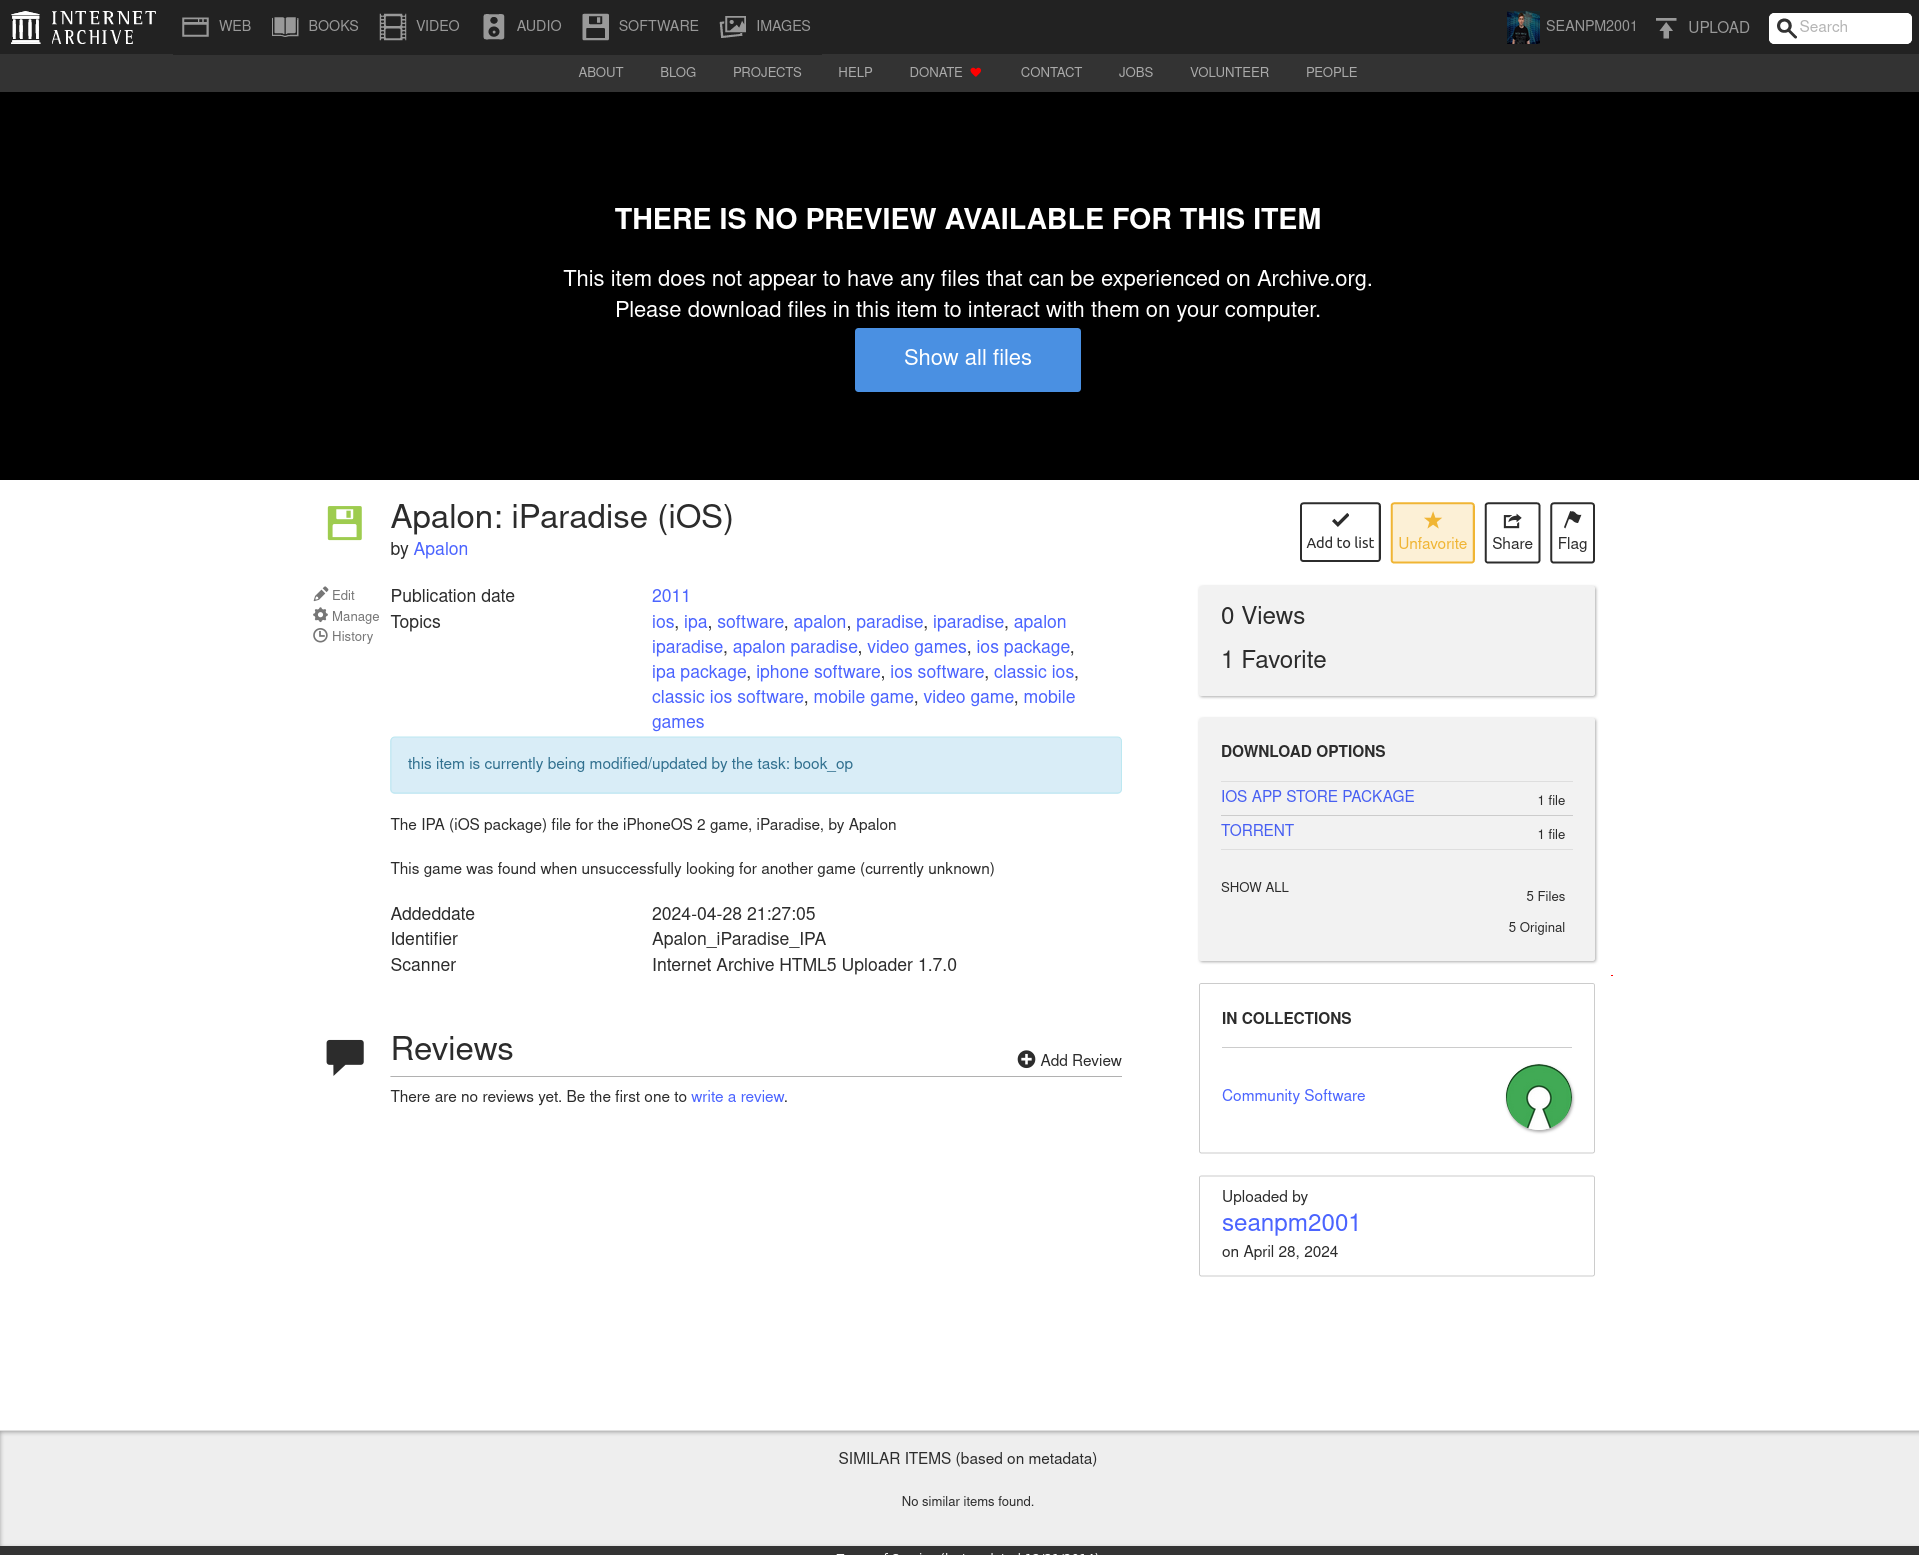 INTERNET ARCHIVE
WEB BOOKS VIDEO AUDIO SOFTWARE IMAGES SEANPM2001 UPLOAD Search
ABOUT BLOG PROJECTS HELP DONATE CONTACT JOBS VOLUNTEER PEOPLE
THERE IS NO PREVIEW AVAILABLE FOR THIS ITEM
This item does not appear to have any files that can be experienced on Archive.org.
Please download files in this item to interact with them on your computer.
Show all files
Apalon: iParadise (iOS)
by Apalon
Add to list Unfavorite Share Flag
Edit
Manage
History
Publication date 2011
Topics ios, ipa, software, apalon, paradise, iparadise, apalon
iparadise, apalon paradise, video games, ios package,
ipa package, iphone software, ios software, classic ios,
classic ios software, mobile game, video game, mobile
games
this item is currently being modified/updated by the task: book_op
The IPA (iOS package) file for the iPhoneOS 2 game, iParadise, by Apalon
This game was found when unsuccessfully looking for another game (currently unknown)
Addeddate 2024-04-28 21:27:05
Identifier Apalon_iParadise_IPA
Scanner Internet Archive HTML5 Uploader 1.7.0
Reviews
Add Review
There are no reviews yet. Be the first one to write a review.
0 Views
1 Favorite
DOWNLOAD OPTIONS
IOS APP STORE PACKAGE 1 file
TORRENT 1 file
SHOW ALL 5 Files
5 Original
IN COLLECTIONS
Community Software
Uploaded by
seanpm2001
on April 28, 2024
SIMILAR ITEMS (based on metadata)
No similar items found.